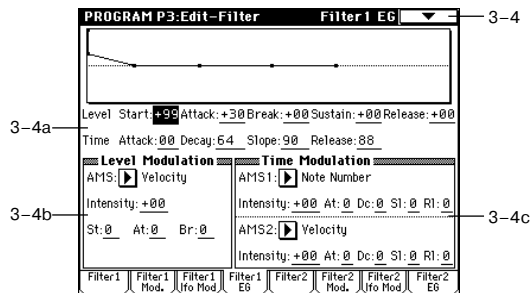 PROGRAM P3:Edit-Filter Filter1 EG
3-4
Level Start:+99 Attack:+30 Break:+00 Sustain:+00 Release:+00
3-4a
Time Attack:00 Decay:64 Slope:90 Release:88
Level Modulation
Time Modulation
AMS: Velocity
AMS1: Note Number
Intensity:+00
Intensity:+00 At:0 Dc:0 Sl:0 Rl:0
3-4b
3-4c
St:0 At:0 Br:0
AMS2: Velocity
Intensity:+00 At:0 Dc:0 Sl:0 Rl:0
Filter1 Filter1 Filter1 Filter1 Filter2 Filter2 Filter2 Filter2
Mod. lfo Mod EG Mod. lfo Mod EG